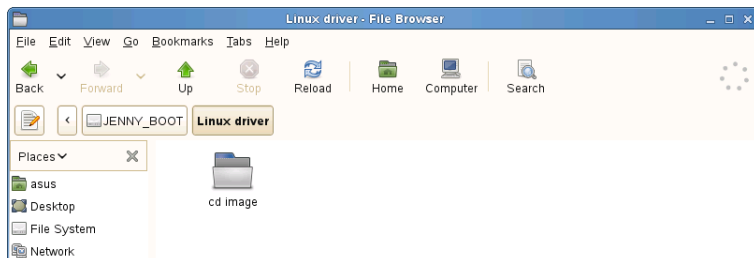 Linux driver - File Browser
File Edit View Go Bookmarks Tabs Help
Back Forward Up Stop Reload Home Computer Search
JENNY_BOOT Linux driver
Places
asus
Desktop
File System
Network
cd image